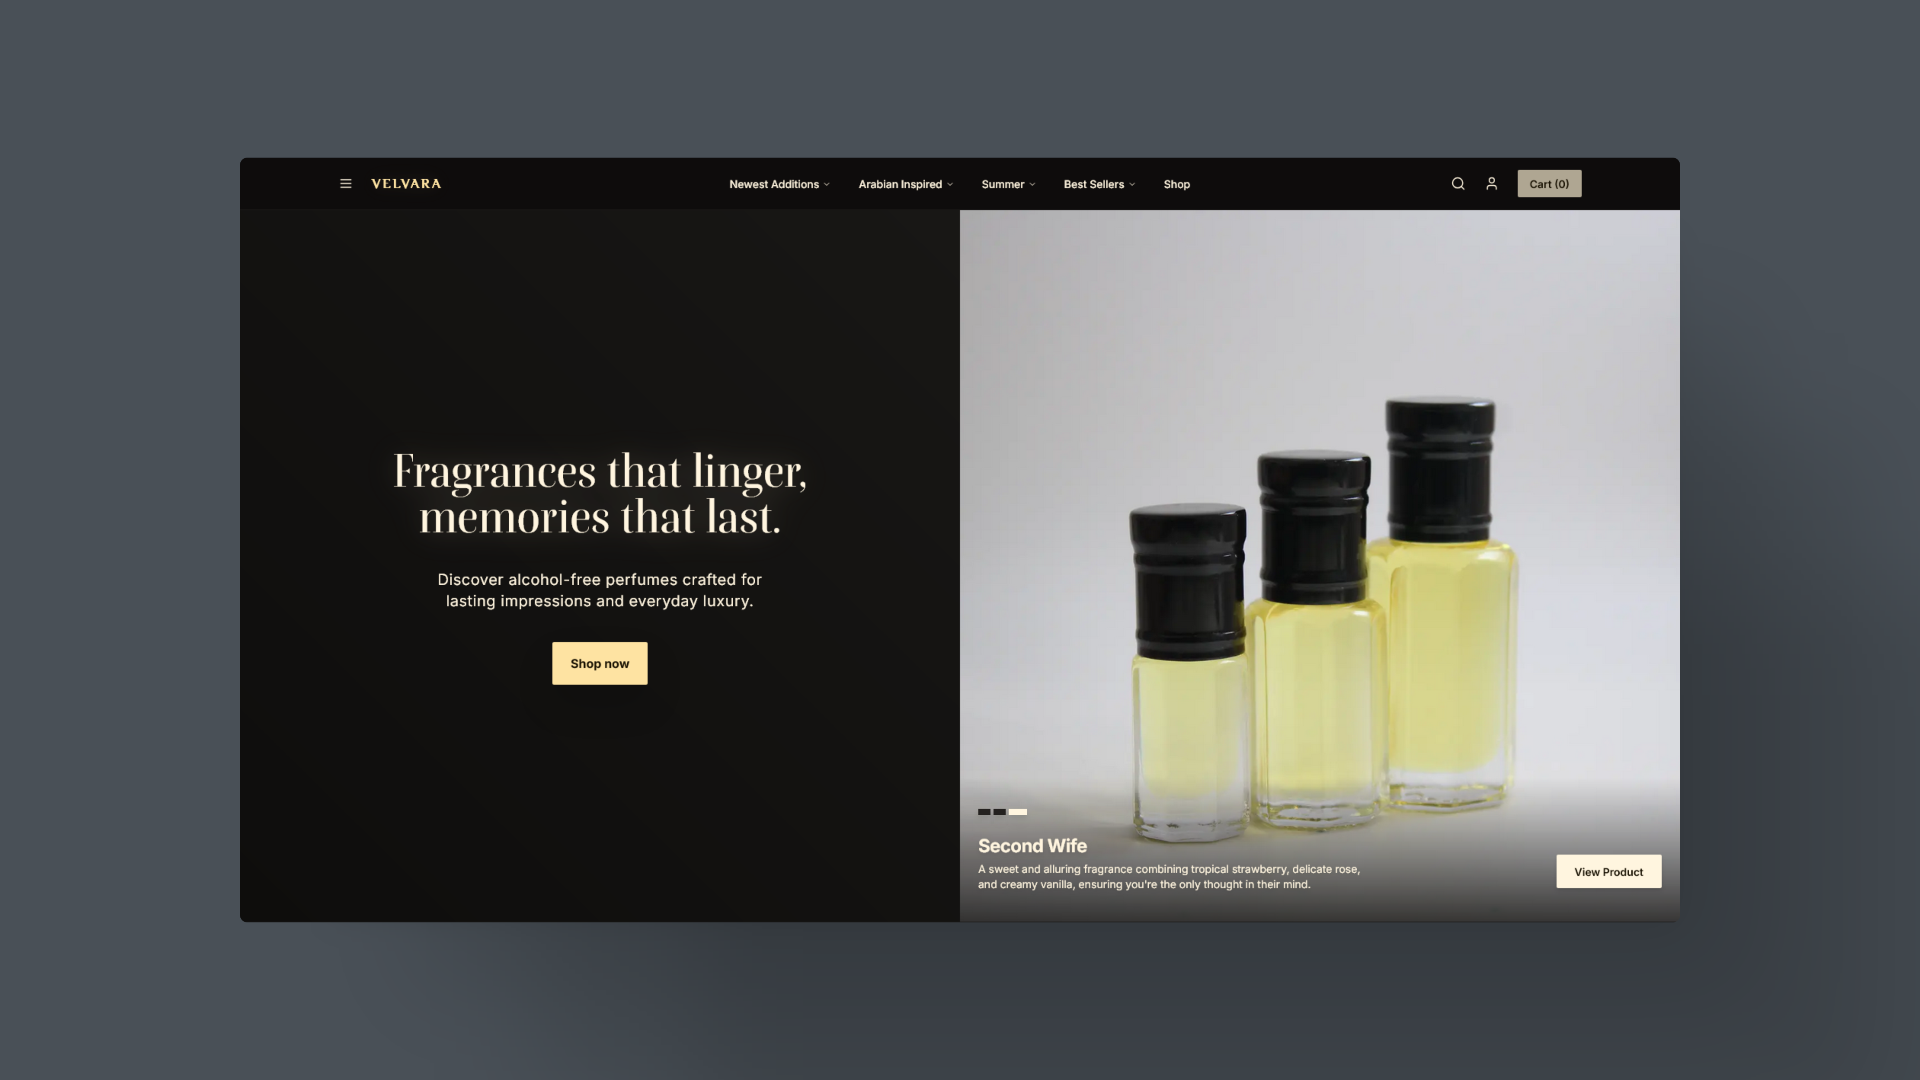 VELVARA
Newest Additions
Arabian Inspired
Summer
Best Sellers
Shop
Cart (0)
Fragrances that linger,
memories that last.
Discover alcohol-free perfumes crafted for
lasting impressions and everyday luxury.
Shop now
Second Wife
A sweet and alluring fragrance combining tropical strawberry, delicate rose,
and creamy vanilla, ensuring you're the only thought in their mind.
View Product